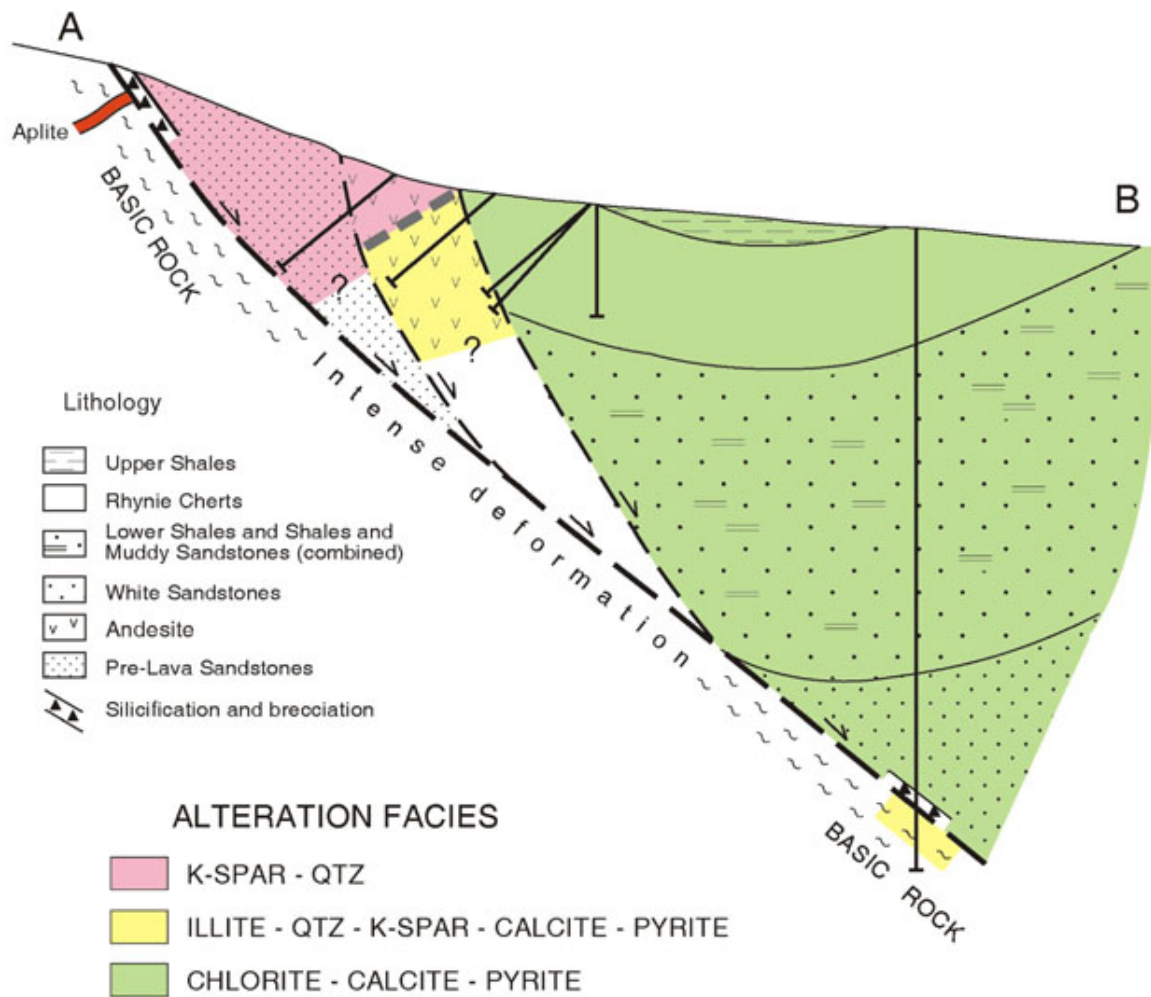 A
B
Aplite
BASIC ROCK
?
?
Intense deformation
BASIC ROCK
Lithology
Upper Shales
Rhynie Cherts
Lower Shales and Shales and
Muddy Sandstones (combined)
White Sandstones
Andesite
Pre-Lava Sandstones
Silicification and brecciation
ALTERATION FACIES
K-SPAR - QTZ
ILLITE - QTZ - K-SPAR - CALCITE - PYRITE
CHLORITE - CALCITE - PYRITE